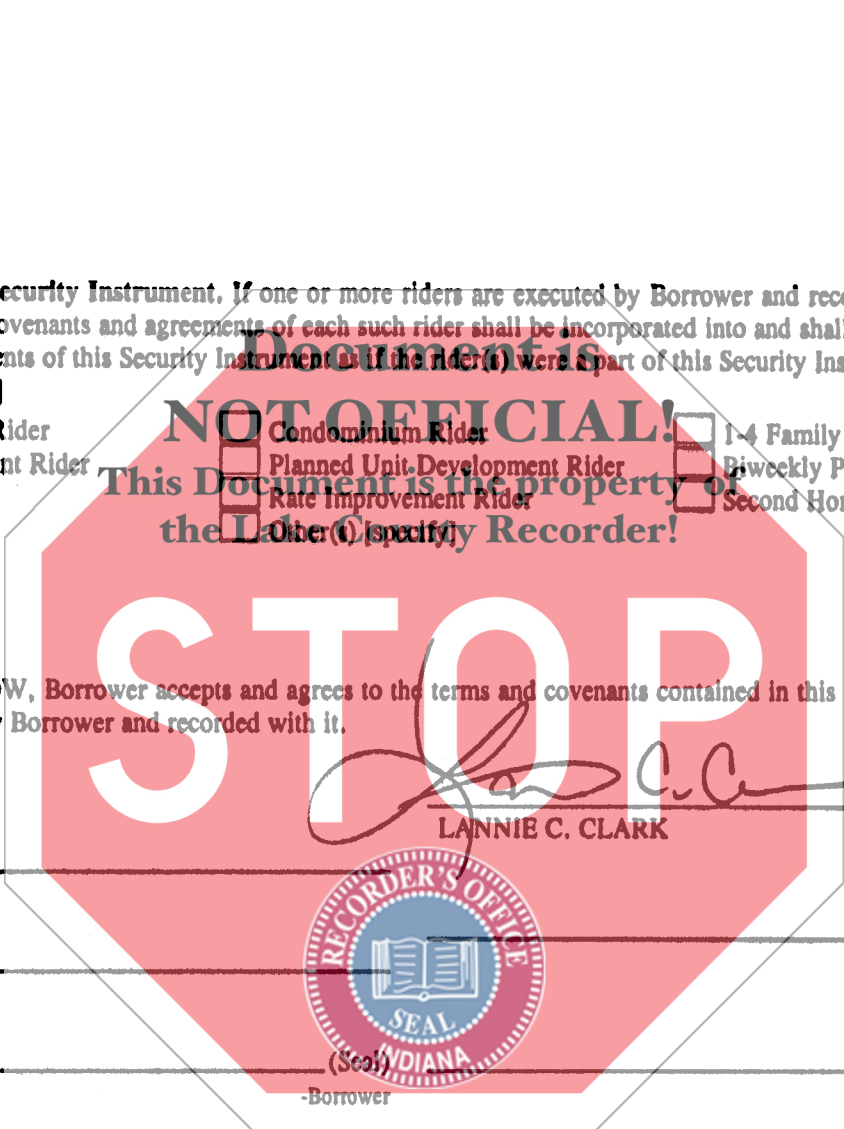 ecurity Instrument. If one or more riders are executed by Borrower and reco
ovenants and agreements of each such rider shall be incorporated into and shall
nts of this Security Instrument as if the rider(s) were a part of this Security Ins
Document is
NOT OFFICIAL!
This Document is the property of
the Lake County Recorder!
]
Rider Condominium Rider 1-4 Family
nt Rider Planned Unit Development Rider Biweekly P
Rate Improvement Rider Second Hom
Other(s) [specify]
STOP
W, Borrower accepts and agrees to the terms and covenants contained in this
Borrower and recorded with it.
LANNIE C. CLARK
RECORDER'S OFFICE
SEAL
INDIANA
(Seal)
-Borrower